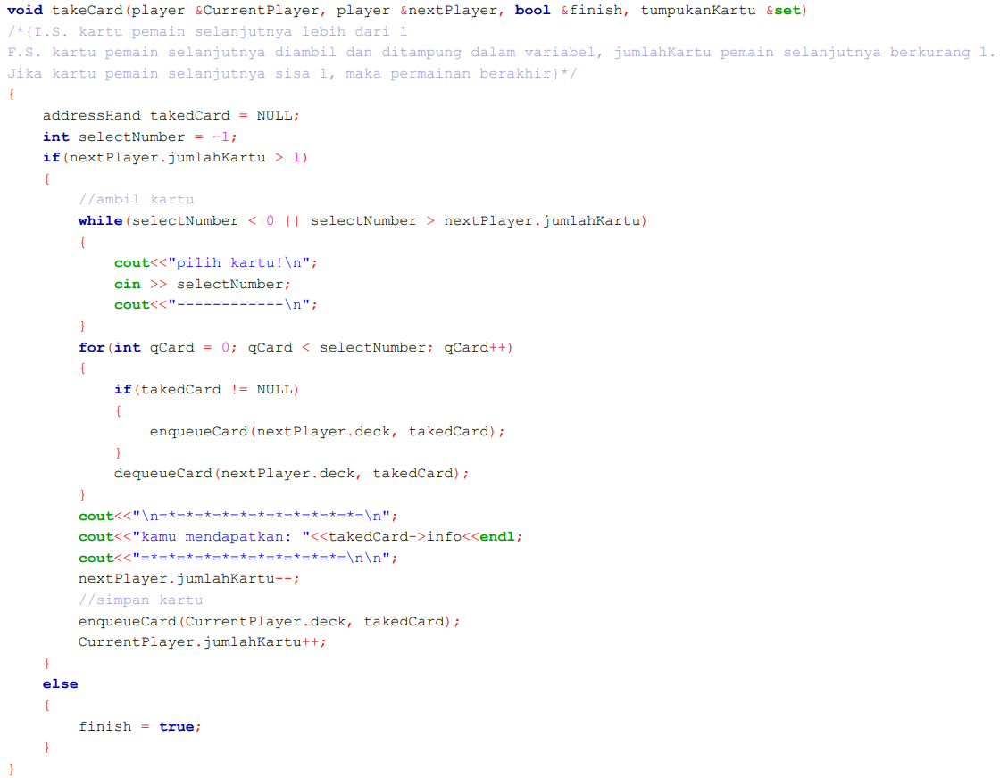 void takeCard(player &CurrentPlayer, player &nextPlayer, bool &finish, tumpukanKartu &set)
/*{I.S. kartu pemain selanjutnya lebih dari 1
F.S. kartu pemain selanjutnya diambil dan ditampung dalam variabel, jumlahKartu pemain selanjutnya berkurang 1.
Jika kartu pemain selanjutnya sisa 1, maka permainan berakhir}*/
{
    addressHand takedCard = NULL;
    int selectNumber = -1;
    if(nextPlayer.jumlahKartu > 1)
    {
        //ambil kartu
        while(selectNumber < 0 || selectNumber > nextPlayer.jumlahKartu)
        {
            cout<<"pilih kartu!\n";
            cin >> selectNumber;
            cout<<"------------\n";
        }
        for(int qCard = 0; qCard < selectNumber; qCard++)
        {
            if(takedCard != NULL)
            {
                enqueueCard(nextPlayer.deck, takedCard);
            }
            dequeueCard(nextPlayer.deck, takedCard);
        }
        cout<<"\n=*=*=*=*=*=*=*=*=*=*=*=\n";
        cout<<"kamu mendapatkan: "<<takedCard->info<<endl;
        cout<<"=*=*=*=*=*=*=*=*=*=*=*=\n\n";
        nextPlayer.jumlahKartu--;
        //simpan kartu
        enqueueCard(CurrentPlayer.deck, takedCard);
        CurrentPlayer.jumlahKartu++;
    }
    else
    {
        finish = true;
    }
}